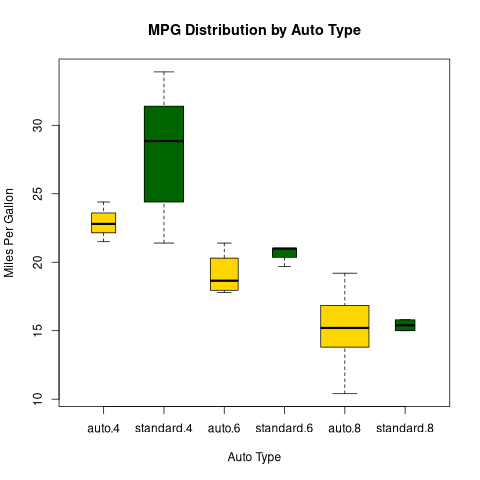 MPG Distribution by Auto Type
Miles Per Gallon
30
25
20
15
10
auto.4 standard.4 auto.6 standard.6 auto.8 standard.8
Auto Type